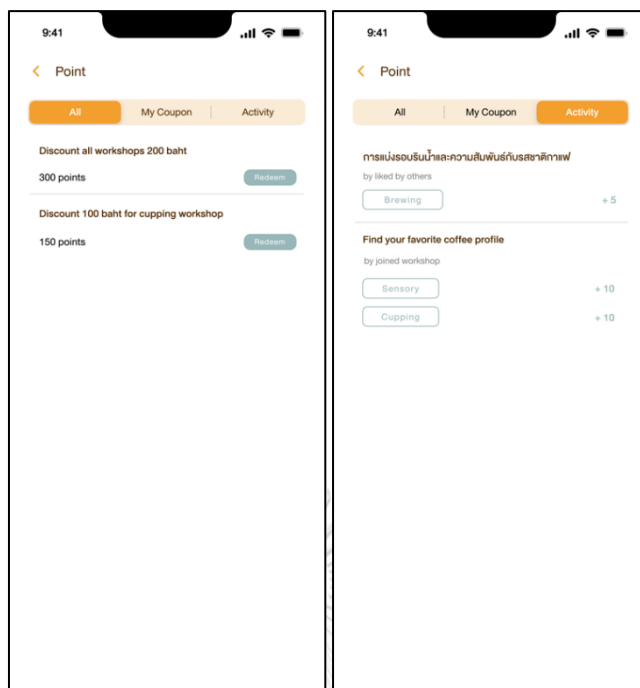 9:41
Point
All
My Coupon
Activity
Discount all workshops 200 baht
300 points
Redeem
Discount 100 baht for cupping workshop
150 points
Redeem
9:41
Point
All
My Coupon
Activity
การแบ่งรอบรินน้ำและความสัมพันธ์กับรสชาติกาแฟ
by liked by others
Brewing
+ 5
Find your favorite coffee profile
by joined workshop
Sensory
+ 10
Cupping
+ 10